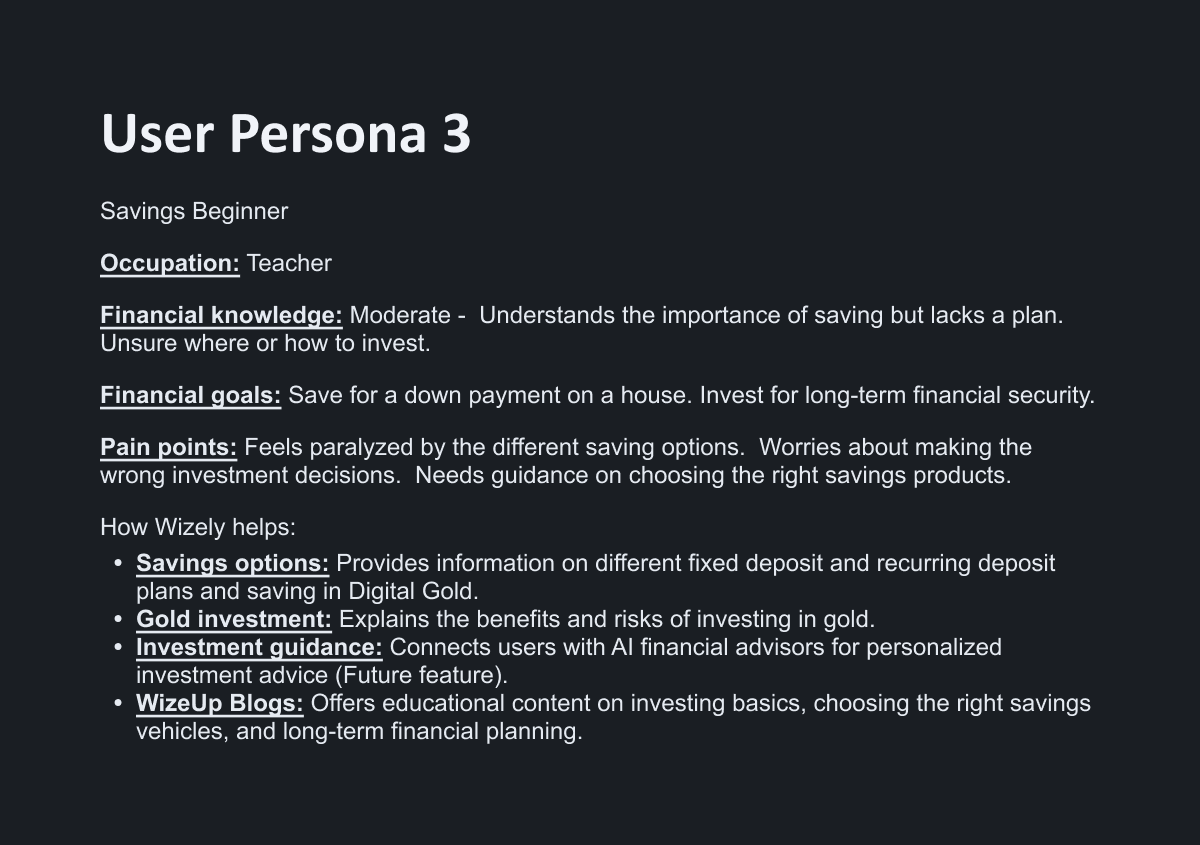 User Persona 3
Savings Beginner
Occupation: Teacher
Financial knowledge: Moderate -  Understands the importance of saving but lacks a plan.
Unsure where or how to invest.
Financial goals: Save for a down payment on a house. Invest for long-term financial security.
Pain points: Feels paralyzed by the different saving options.  Worries about making the
wrong investment decisions.  Needs guidance on choosing the right savings products.
How Wizely helps:
• Savings options: Provides information on different fixed deposit and recurring deposit
plans and saving in Digital Gold.
• Gold investment: Explains the benefits and risks of investing in gold.
• Investment guidance: Connects users with AI financial advisors for personalized
investment advice (Future feature).
• WizeUp Blogs: Offers educational content on investing basics, choosing the right savings
vehicles, and long-term financial planning.